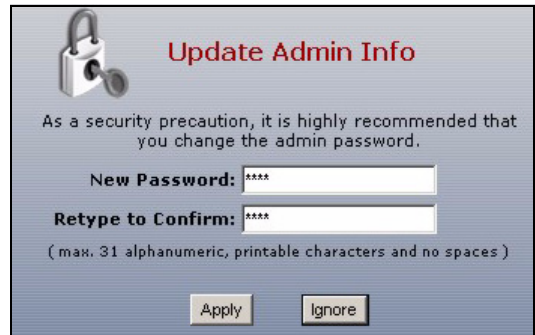 Update Admin Info
As a security precaution, it is highly recommended that
you change the admin password.
New Password: ****
Retype to Confirm: ****
( max. 31 alphanumeric, printable characters and no spaces )
Apply Ignore